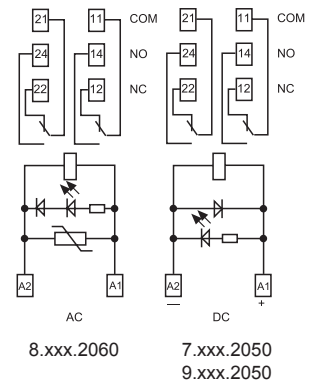 21 11 COM 21 11 COM
24 14 NO 24 14 NO
22 12 NC 22 12 NC
A2 A1 A2 A1
— +
AC DC
8.xxx.2060 7.xxx.2050
9.xxx.2050